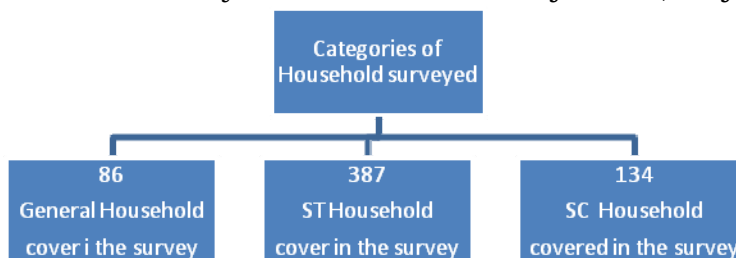 Categories of
Household surveyed
86
General Household
cover i the survey
387
ST Household
cover in the survey
134
SC Household
covered in the survey